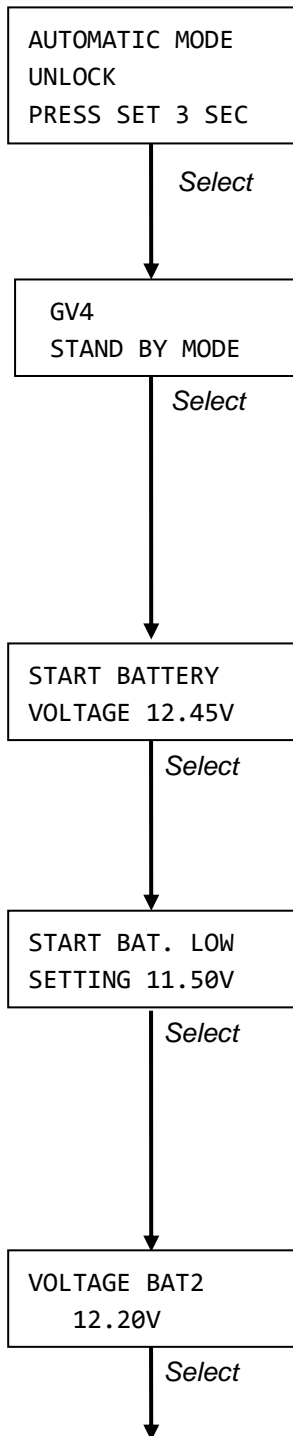 AUTOMATIC MODE
UNLOCK
PRESS SET 3 SEC
Select
GV4
STAND BY MODE
Select
START BATTERY
VOLTAGE 12.45V
Select
START BAT. LOW
SETTING 11.50V
Select
VOLTAGE BAT2
12.20V
Select